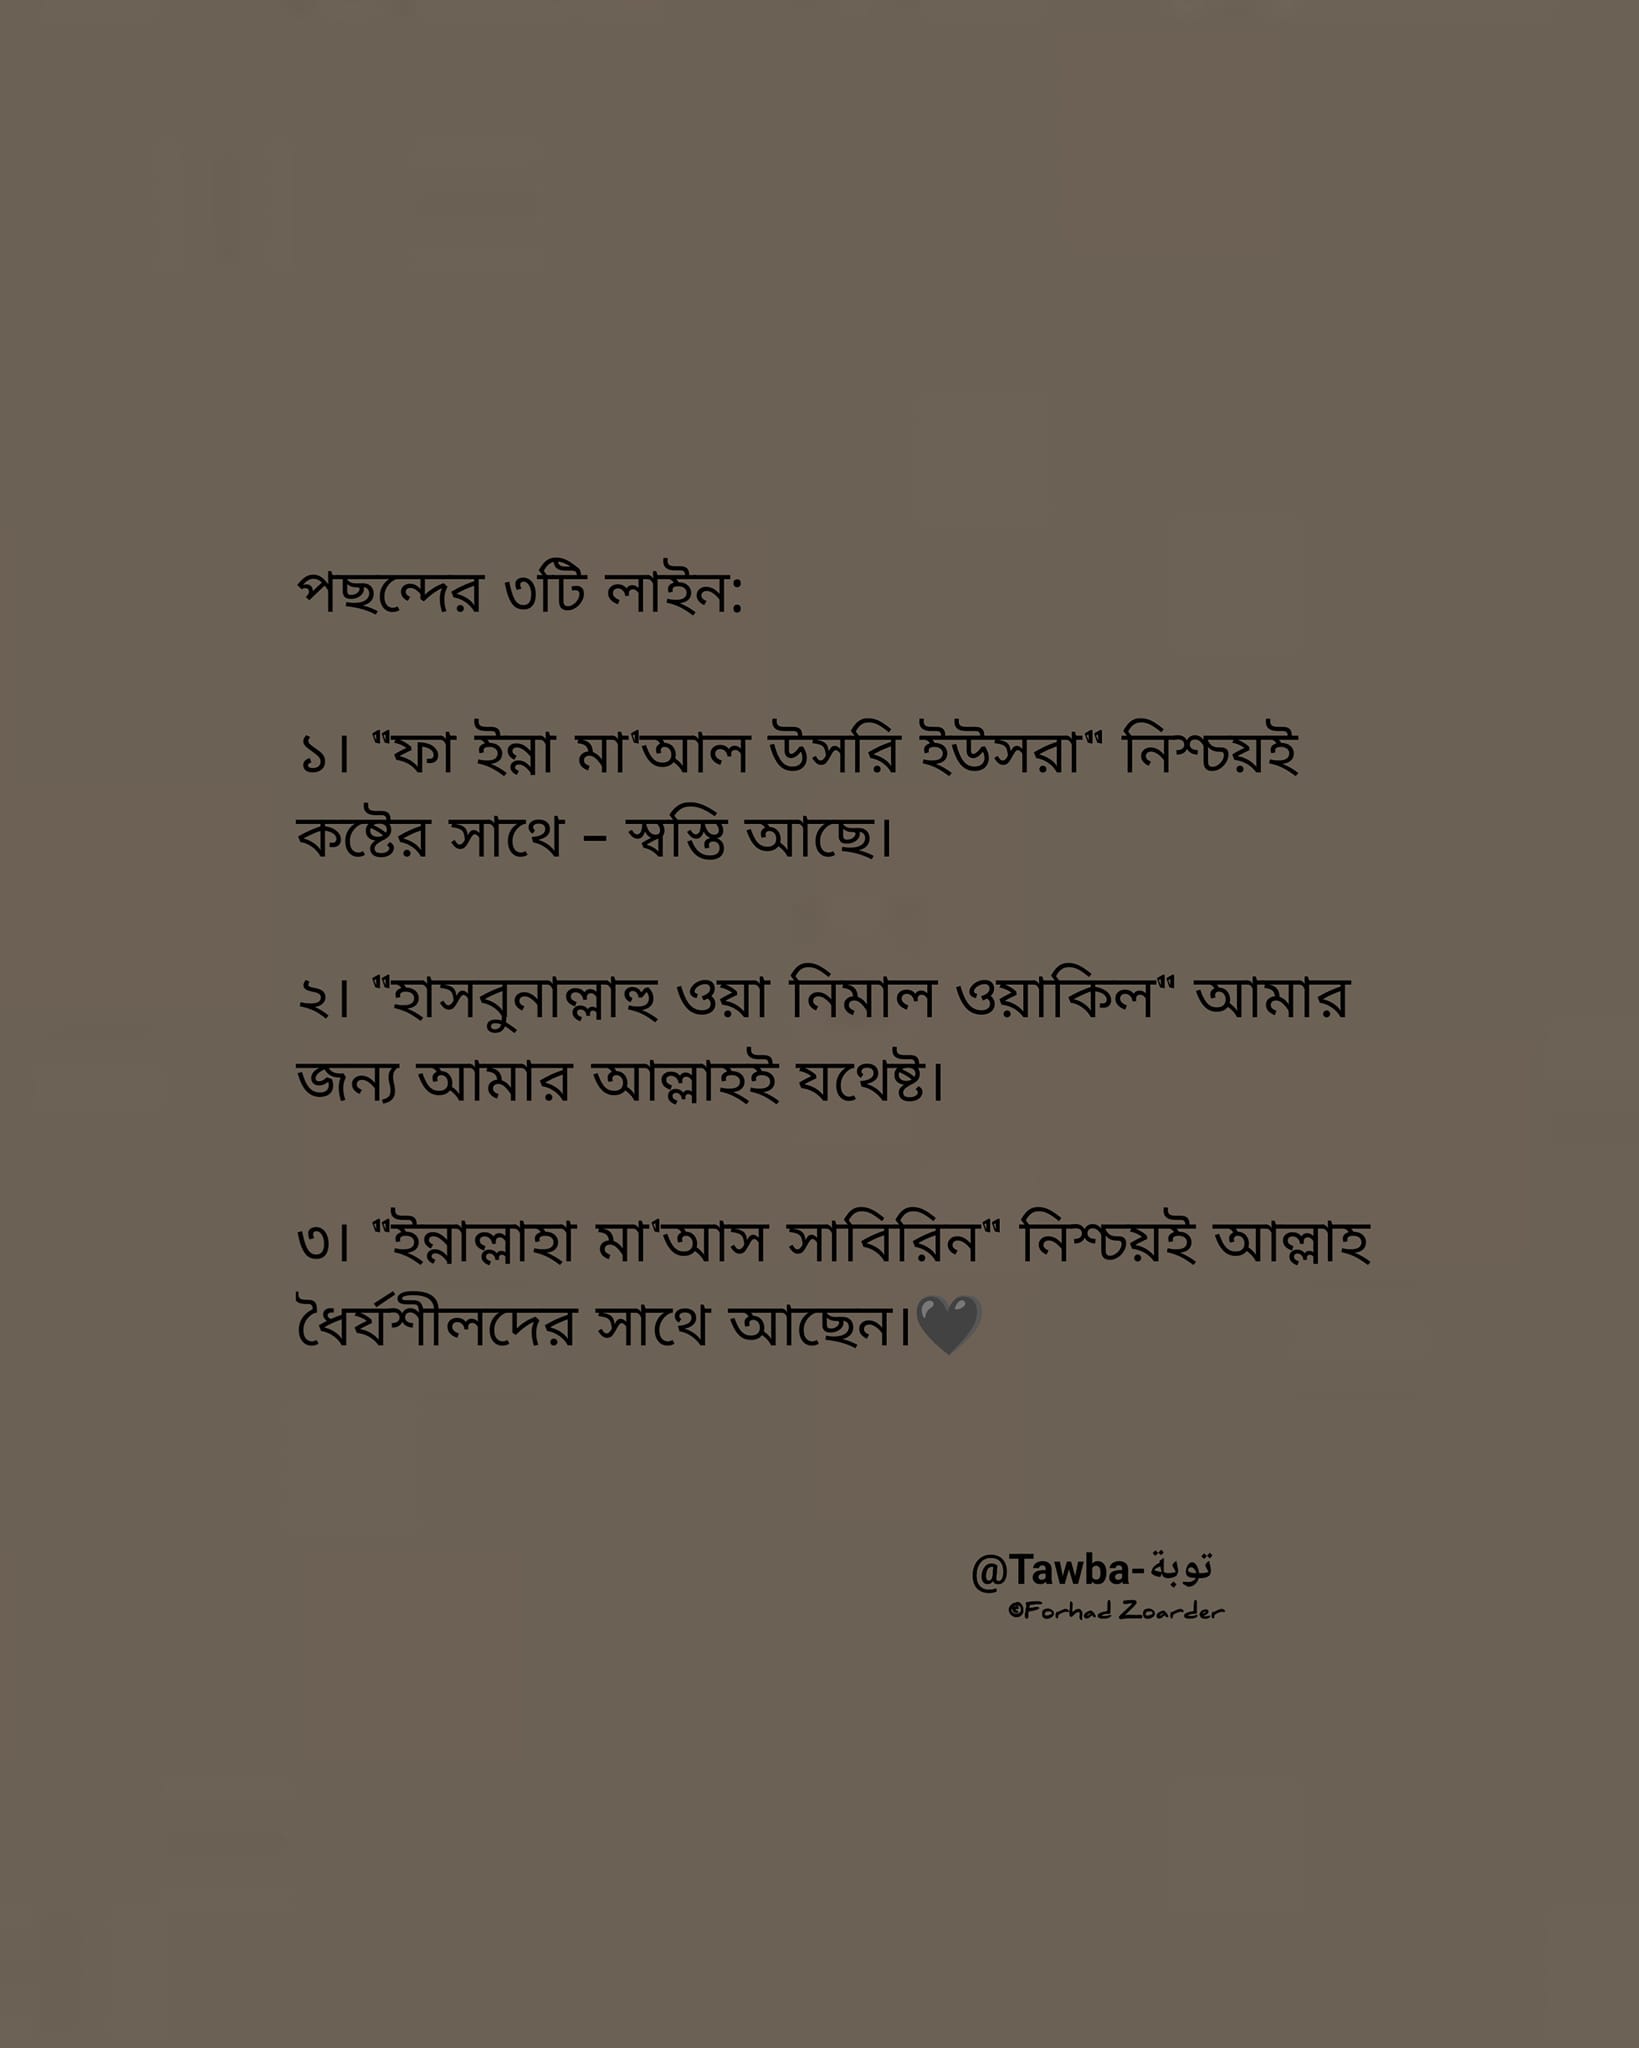 পছন্দের ৩টি লাইন:
১। "ফা ইন্না মা'আল উসরি ইউসরা" নিশ্চয়ই
কষ্টের সাথে – স্বস্তি আছে।
২। "হাসবুনাল্লাহু ওয়া নিমাল ওয়াকিল" আমার
জন্য আমার আল্লাহই যথেষ্ট।
৩। "ইন্নাল্লাহা মা'আস সাবিরিন" নিশ্চয়ই আল্লাহ
ধৈর্যশীলদের সাথে আছেন।🖤
@Tawba-توبة
©Forhad Zoarder